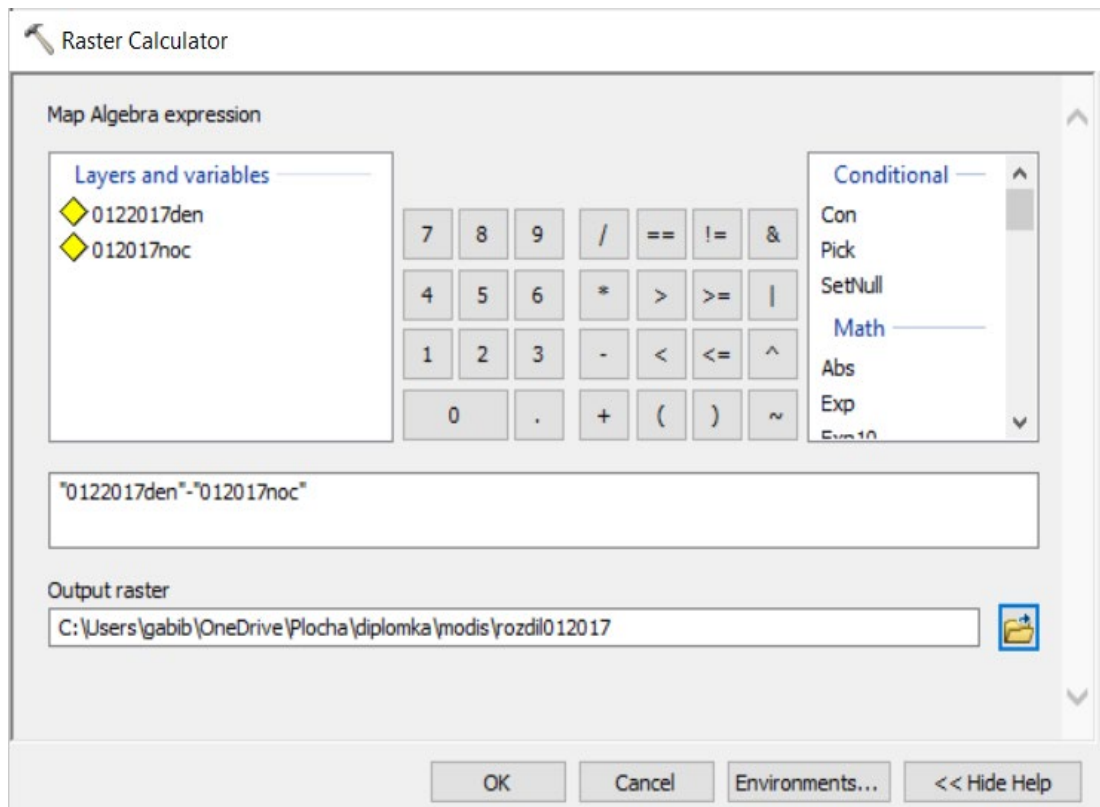 Raster Calculator
Map Algebra expression
Layers and variables
0122017den
012017noc
7 8 9 / == != &
4 5 6 * > >= |
1 2 3 - < <= ^
0 . + ( ) ~
Conditional
Con
Pick
SetNull
Math
Abs
Exp
Exp10
"0122017den"-"012017noc"
Output raster
C:\Users\gabib\OneDrive\Plocha\diplomka\modis\rozdil012017
OK Cancel Environments... << Hide Help